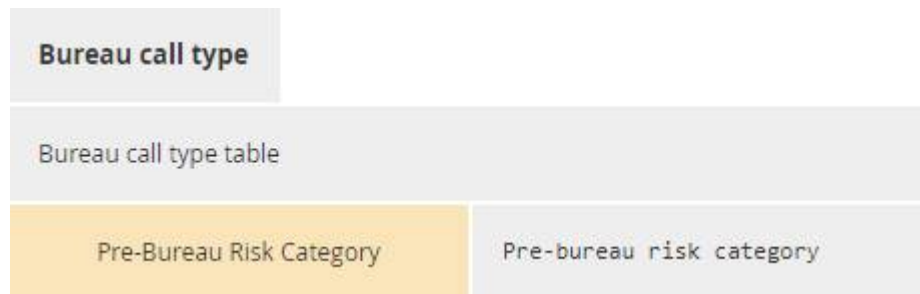 Bureau call type
Bureau call type table
Pre-Bureau Risk Category
Pre-bureau risk category